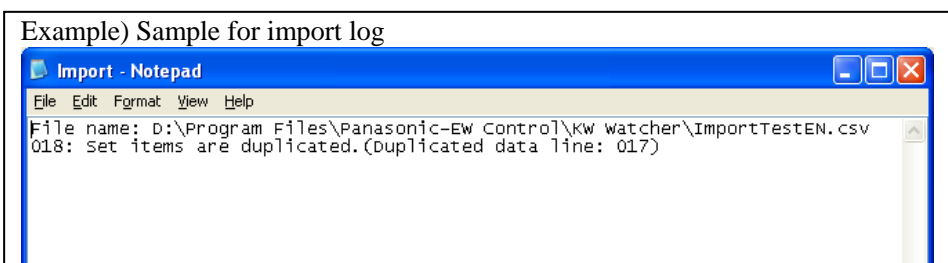 Example) Sample for import log
Import - Notepad
File Edit Format View Help
File name: D:\Program Files\Panasonic-EW Control\KW Watcher\ImportTestEN.csv
018: Set items are duplicated.(Duplicated data line: 017)